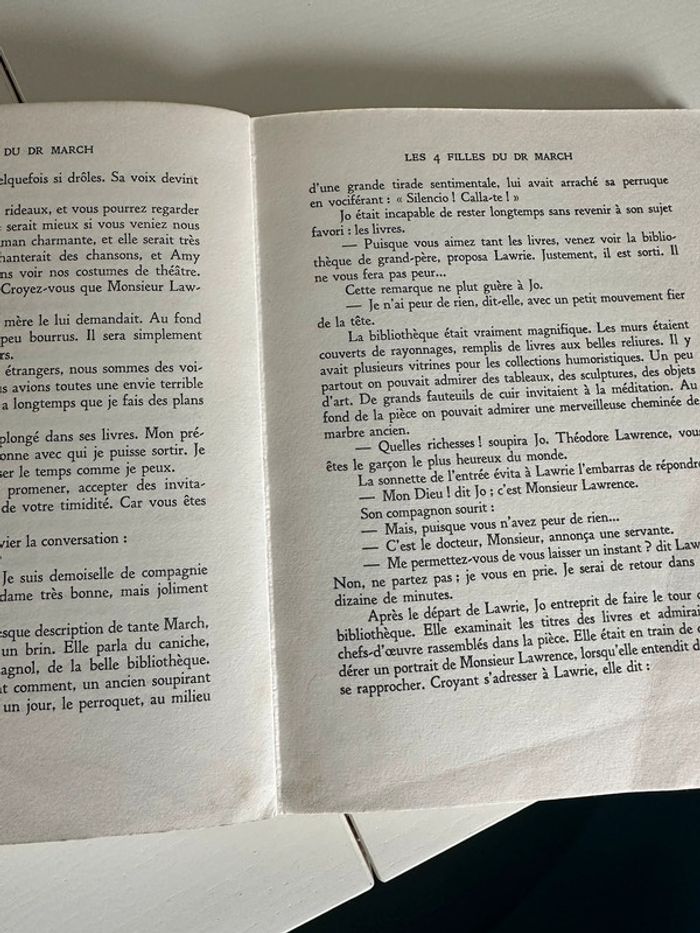 DU DR MARCH
elquefois si drôles. Sa voix devint
rideaux, et vous pourrez regarder
serait mieux si vous veniez nous
man charmante, et elle serait très
hanterait des chansons, et Amy
ns voir nos costumes de théâtre.
Croyez-vous que Monsieur Law-
mère le lui demandait. Au fond
peu bourrus. Il sera simplement
rs.
étrangers, nous sommes des voi-
us avions toutes une envie terrible
a longtemps que je fais des plans
plongé dans ses livres. Mon pré-
onne avec qui je puisse sortir. Je
ser le temps comme je peux.
promener, accepter des invita-
de votre timidité. Car vous êtes
vier la conversation :
Je suis demoiselle de compagnie
dame très bonne, mais joliment
esque description de tante March,
un brin. Elle parla du caniche,
agnol, de la belle bibliothèque.
t comment, un ancien soupirant
un jour, le perroquet, au milieu
LES 4 FILLES DU DR MARCH
d'une grande tirade sentimentale, lui avait arraché sa perruque
en vociférant : « Silencio ! Calla-te ! »
Jo était incapable de rester longtemps sans revenir à son sujet
favori : les livres.
— Puisque vous aimez tant les livres, venez voir la biblio-
thèque de grand-père, proposa Lawrie. Justement, il est sorti. Il
ne vous fera pas peur...
Cette remarque ne plut guère à Jo.
— Je n'ai peur de rien, dit-elle, avec un petit mouvement fier
de la tête.
La bibliothèque était vraiment magnifique. Les murs étaient
couverts de rayonnages, remplis de livres aux belles reliures. Il y
avait plusieurs vitrines pour les collections humoristiques. Un peu
partout on pouvait admirer des tableaux, des sculptures, des objets
d'art. De grands fauteuils de cuir invitaient à la méditation. Au
fond de la pièce on pouvait admirer une merveilleuse cheminée de
marbre ancien.
— Quelles richesses ! soupira Jo. Théodore Lawrence, vous
êtes le garçon le plus heureux du monde.
La sonnette de l'entrée évita à Lawrie l'embarras de répondre
— Mon Dieu ! dit Jo ; c'est Monsieur Lawrence.
Son compagnon sourit :
— Mais, puisque vous n'avez peur de rien...
— C'est le docteur, Monsieur, annonça une servante.
— Me permettez-vous de vous laisser un instant ? dit Law
Non, ne partez pas ; je vous en prie. Je serai de retour dans
dizaine de minutes.
Après le départ de Lawrie, Jo entreprit de faire le tour
bibliothèque. Elle examinait les titres des livres et admirai
chefs-d'œuvre rassemblés dans la pièce. Elle était en train de
dérer un portrait de Monsieur Lawrence, lorsqu'elle entendit
se rapprocher. Croyant s'adresser à Lawrie, elle dit :